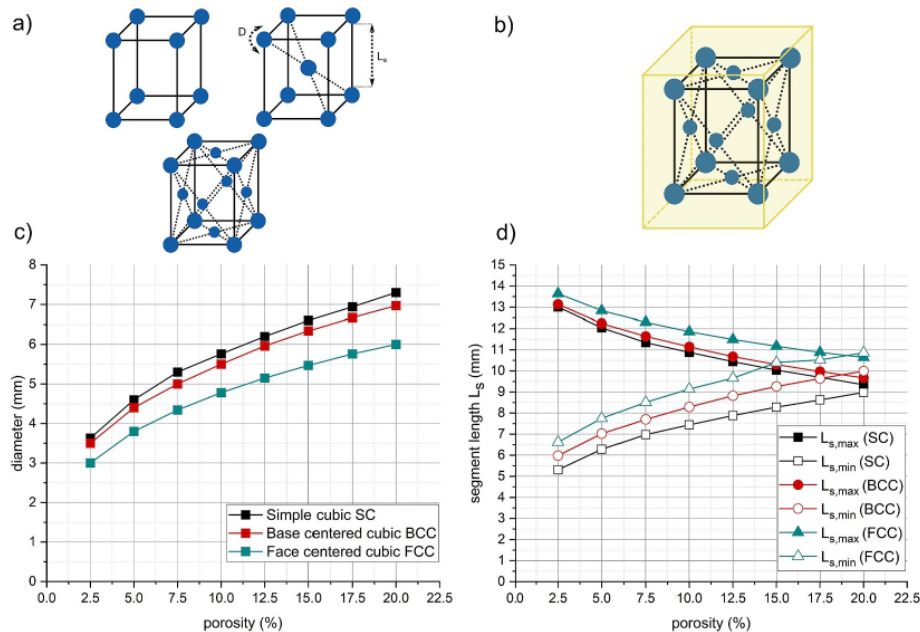 a)
D
Lₛ
b)
c)
diameter (mm)
8
7
6
5
4
3
2
1
0
0.0 2.5 5.0 7.5 10.0 12.5 15.0 17.5 20.0 22.5
porosity (%)
Simple cubic SC
Base centered cubic BCC
Face centered cubic FCC
d)
segment length Lₛ (mm)
15
14
13
12
11
10
9
8
7
6
5
4
3
2
1
0
0.0 2.5 5.0 7.5 10.0 12.5 15.0 17.5 20.0 22.5
porosity (%)
Ls,max (SC)
Ls,min (SC)
Ls,max (BCC)
Ls,min (BCC)
Ls,max (FCC)
Ls,min (FCC)